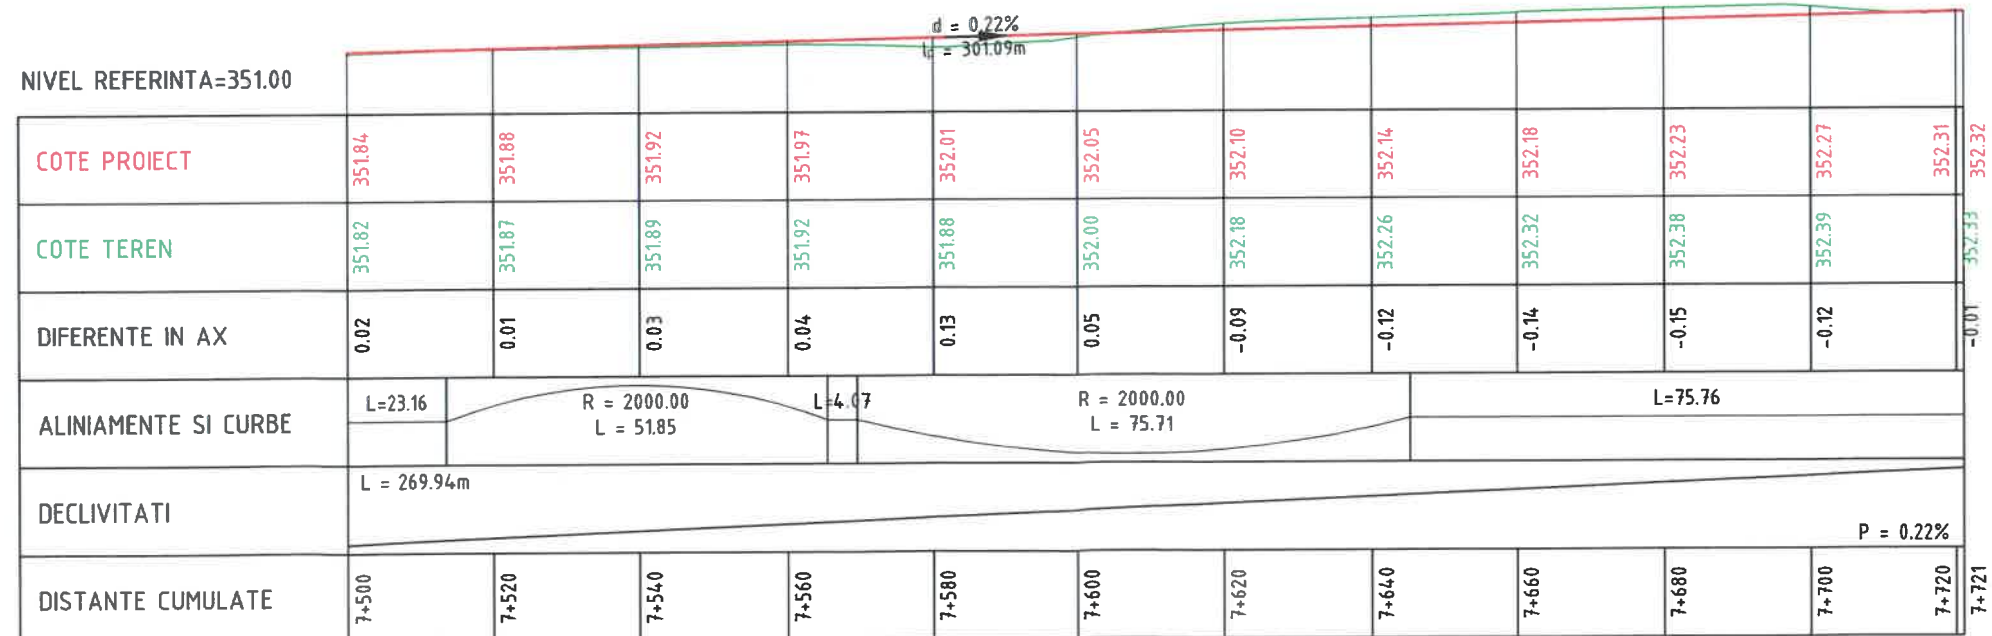 d = 0,22%
l = 301.09m
NIVEL REFERINTA=351.00
COTE PROIECT 351.84 351.88 351.92 351.97 352.01 352.05 352.10 352.14 352.18 352.23 352.27 352.31 352.32
COTE TEREN 351.82 351.87 351.89 351.92 351.88 352.00 352.18 352.26 352.32 352.38 352.39 352.33
DIFERENTE IN AX 0.02 0.01 0.03 0.04 0.13 0.05 -0.09 -0.12 -0.14 -0.15 -0.12 -0.01
ALINIAMENTE SI CURBE
L=23.16
R = 2000.00
L = 51.85
L=4.07
R = 2000.00
L = 75.71
L=75.76
DECLIVITATI
L = 269.94m
P = 0.22%
DISTANTE CUMULATE 7+500 7+520 7+540 7+560 7+580 7+600 7+620 7+640 7+660 7+680 7+700 7+720 7+721